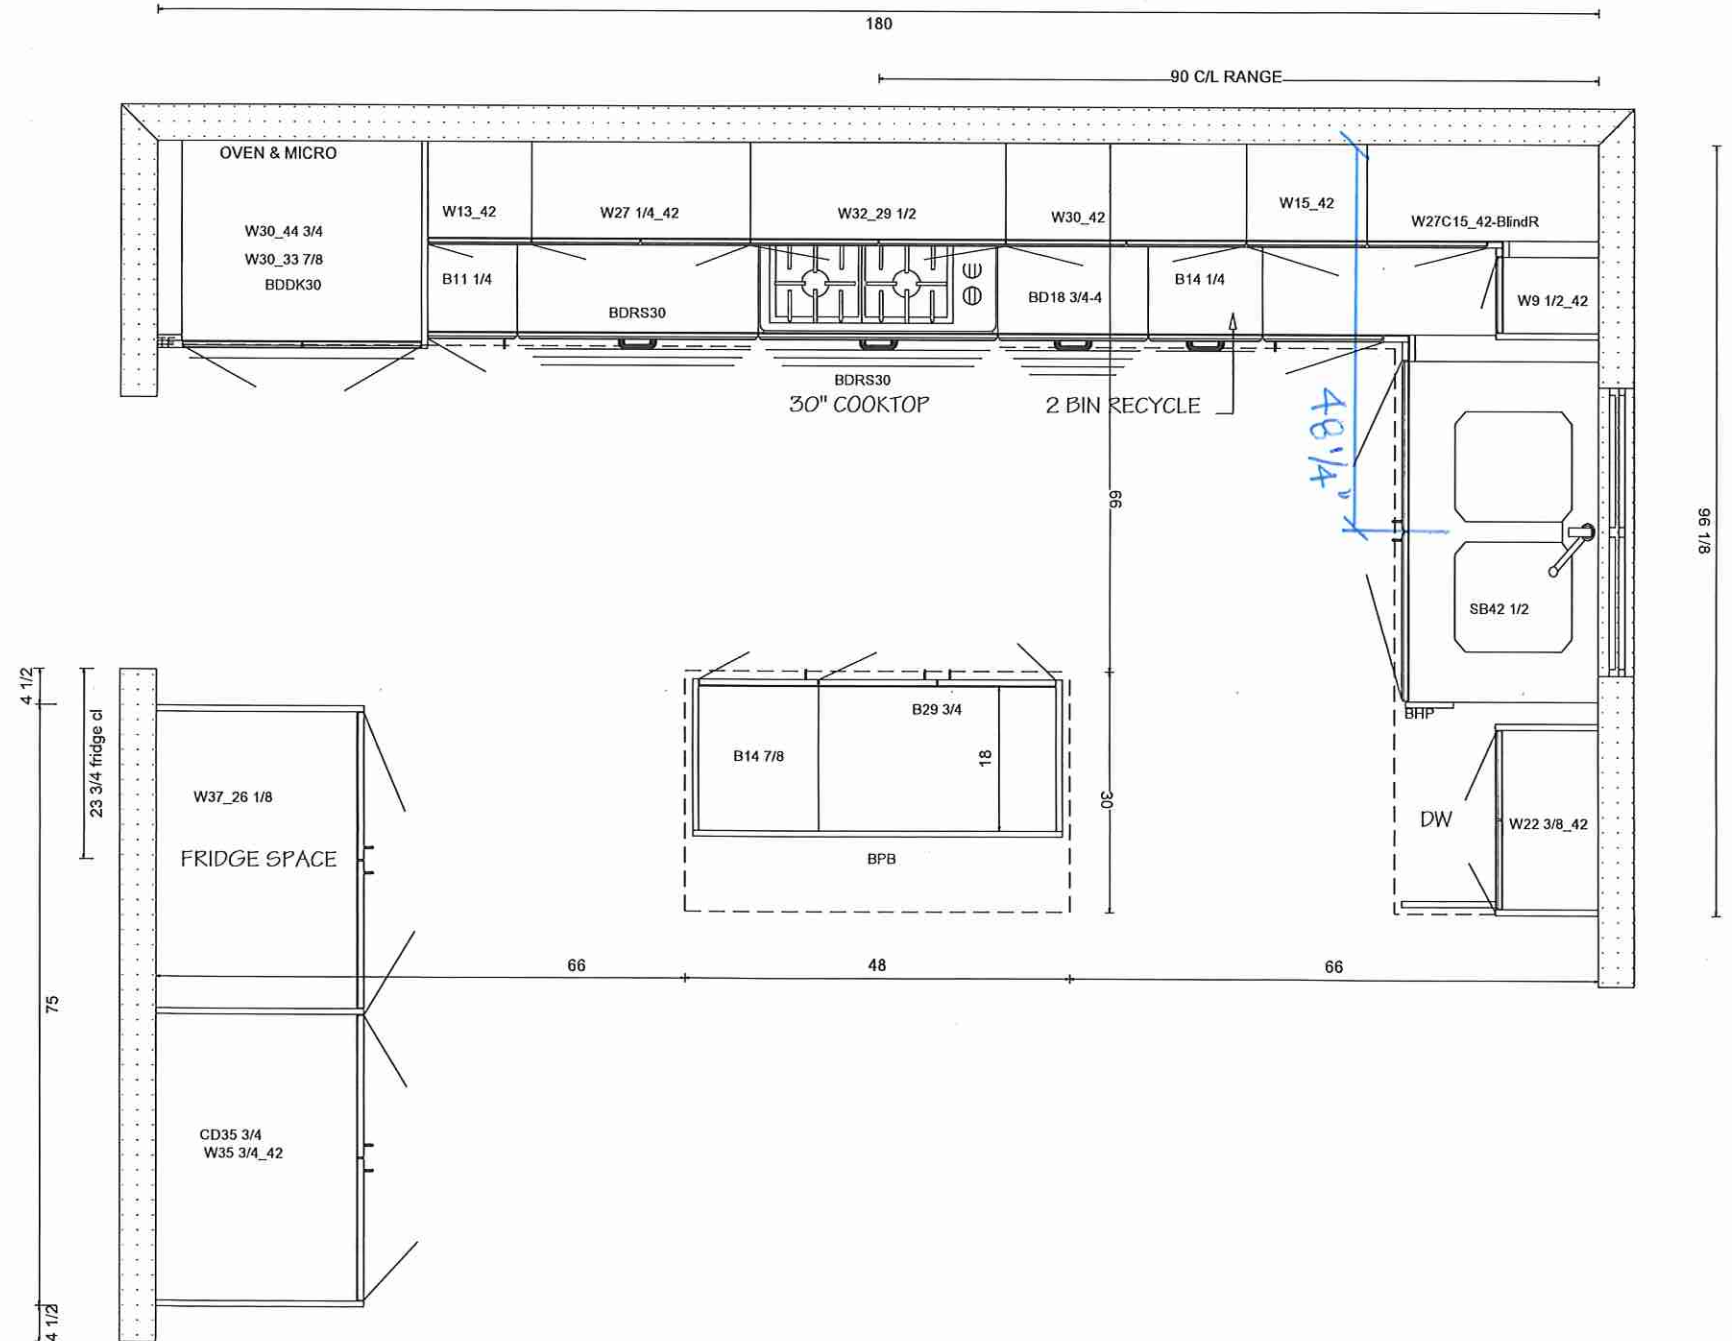 180
90 C/L RANGE
OVEN & MICRO
W30_44 3/4
W30_33 7/8
BDDK30
W13_42
W27 1/4_42
W32_29 1/2
W30_42
W15_42
W27C15_42-BlindR
B11 1/4
BDRS30
BD18 3/4-4
B14 1/4
W9 1/2_42
BDRS30
30" COOKTOP
2 BIN RECYCLE
48 1/4"
66
96 1/8
SB42 1/2
4 1/2
23 3/4 fridge cl
B29 3/4
B14 7/8
18
30
BHP
W37_26 1/8
FRIDGE SPACE
BPB
DW
W22 3/8_42
66
48
66
75
CD35 3/4
W35 3/4_42
4 1/2